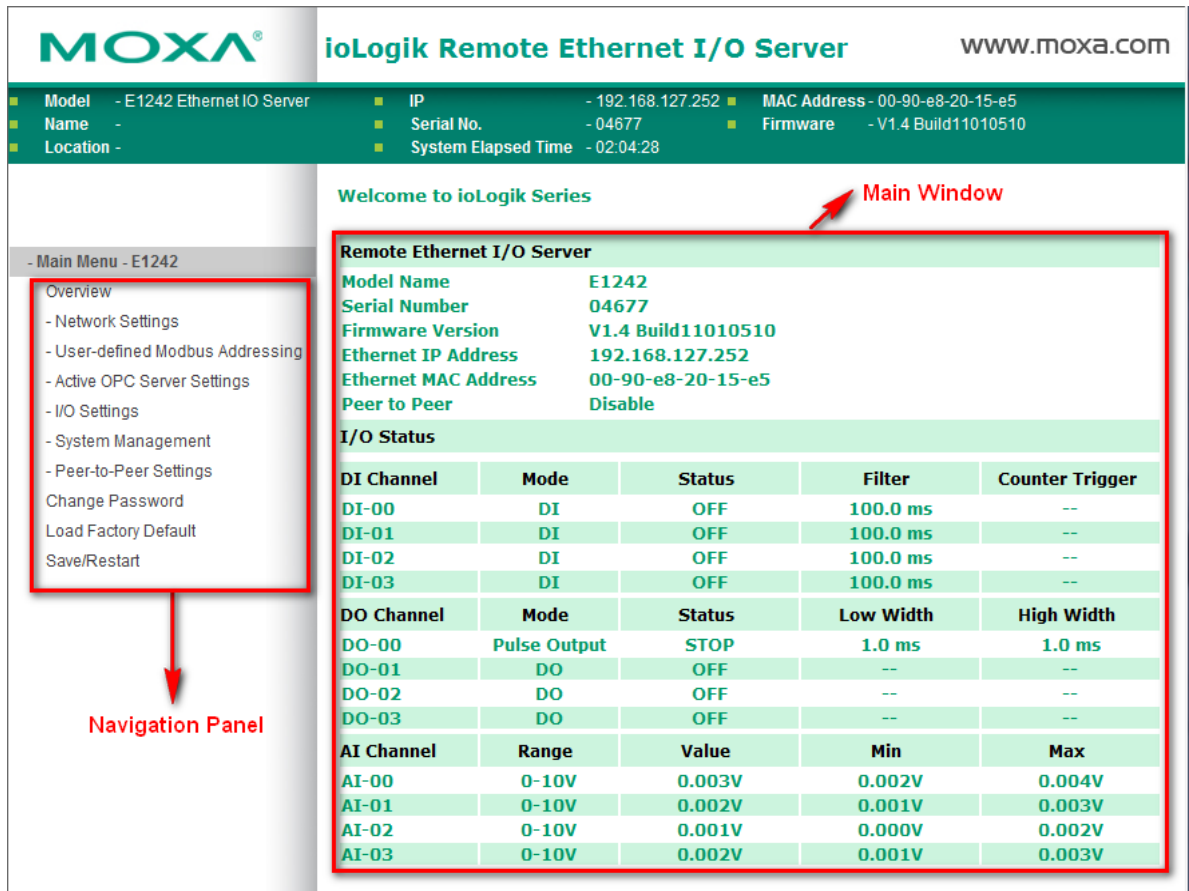 MOXA® ioLogik Remote Ethernet I/O Server www.moxa.com
Model - E1242 Ethernet IO Server IP - 192.168.127.252 MAC Address - 00-90-e8-20-15-e5
Name - Serial No. - 04677 Firmware - V1.4 Build11010510
Location - System Elapsed Time - 02:04:28
Welcome to ioLogik Series
Main Window
- Main Menu - E1242
Overview
- Network Settings
- User-defined Modbus Addressing
- Active OPC Server Settings
- I/O Settings
- System Management
- Peer-to-Peer Settings
Change Password
Load Factory Default
Save/Restart
Navigation Panel
Remote Ethernet I/O Server
Model Name E1242
Serial Number 04677
Firmware Version V1.4 Build11010510
Ethernet IP Address 192.168.127.252
Ethernet MAC Address 00-90-e8-20-15-e5
Peer to Peer Disable
I/O Status
DI Channel Mode Status Filter Counter Trigger
DI-00 DI OFF 100.0 ms --
DI-01 DI OFF 100.0 ms --
DI-02 DI OFF 100.0 ms --
DI-03 DI OFF 100.0 ms --
DO Channel Mode Status Low Width High Width
DO-00 Pulse Output STOP 1.0 ms 1.0 ms
DO-01 DO OFF -- --
DO-02 DO OFF -- --
DO-03 DO OFF -- --
AI Channel Range Value Min Max
AI-00 0-10V 0.003V 0.002V 0.004V
AI-01 0-10V 0.002V 0.001V 0.003V
AI-02 0-10V 0.001V 0.000V 0.002V
AI-03 0-10V 0.002V 0.001V 0.003V